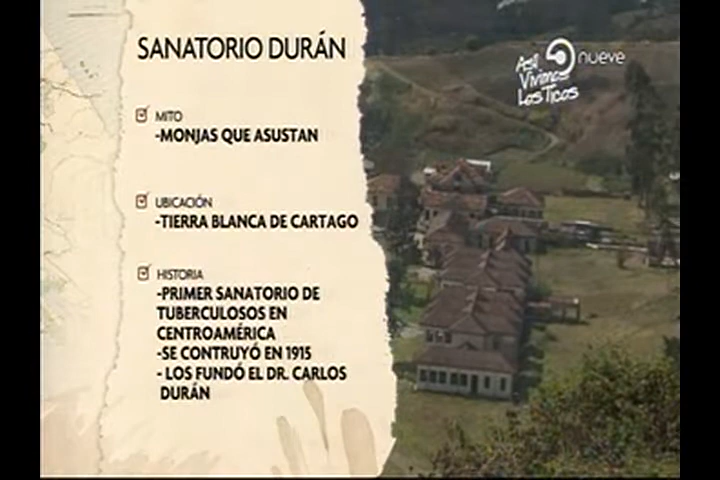 SANATORIO DURÁN
Así
Vivimos
Los Ticos
nueve
MITO
-MONJAS QUE ASUSTAN
UBICACIÓN
-TIERRA BLANCA DE CARTAGO
HISTORIA
-PRIMER SANATORIO DE
TUBERCULOSOS EN
CENTROAMÉRICA
-SE CONTRUYÓ EN 1915
- LOS FUNDÓ EL DR. CARLOS
DURÁN